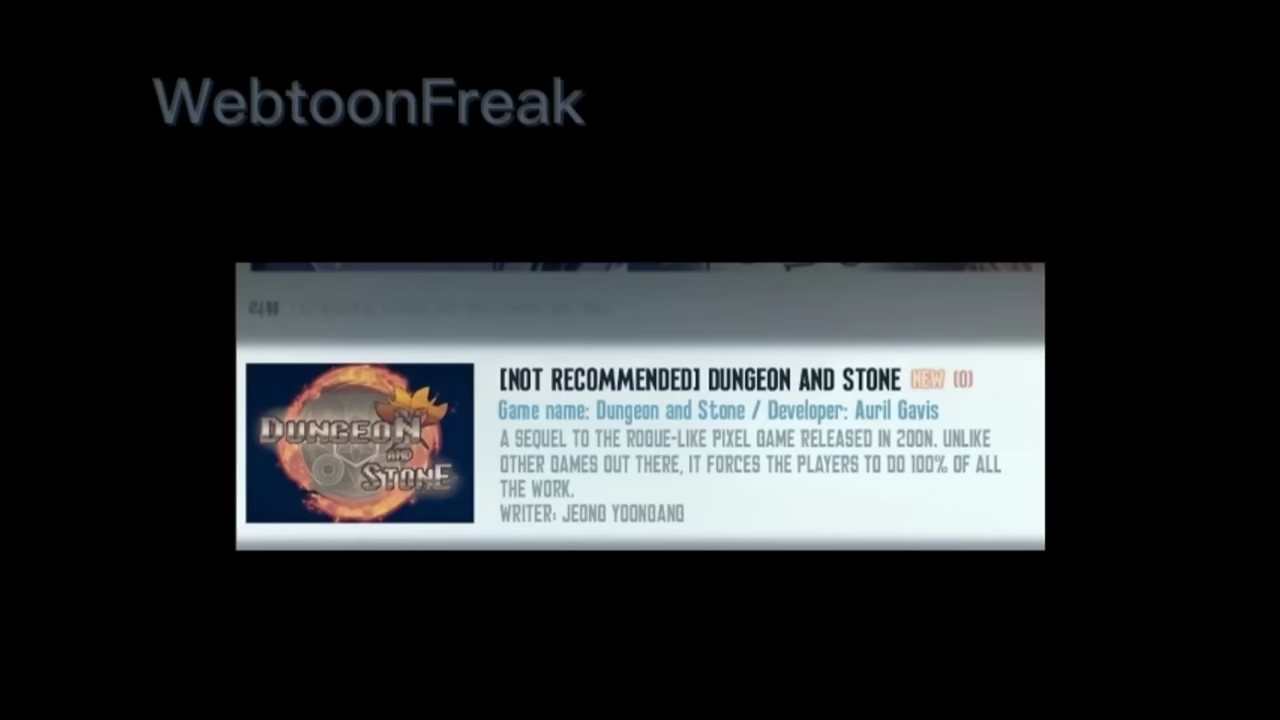 WebtoonFreak
리뷰
[NOT RECOMMENDED] DUNGEON AND STONE NEW (0)
Game name: Dungeon and Stone / Developer: Auril Gavis
A SEQUEL TO THE ROGUE-LIKE PIXEL GAME RELEASED IN 200N. UNLIKE
OTHER GAMES OUT THERE, IT FORCES THE PLAYERS TO DO 100% OF ALL
THE WORK.
WRITER: JEONG YOONGANG
DUNGEON
AND
STONE